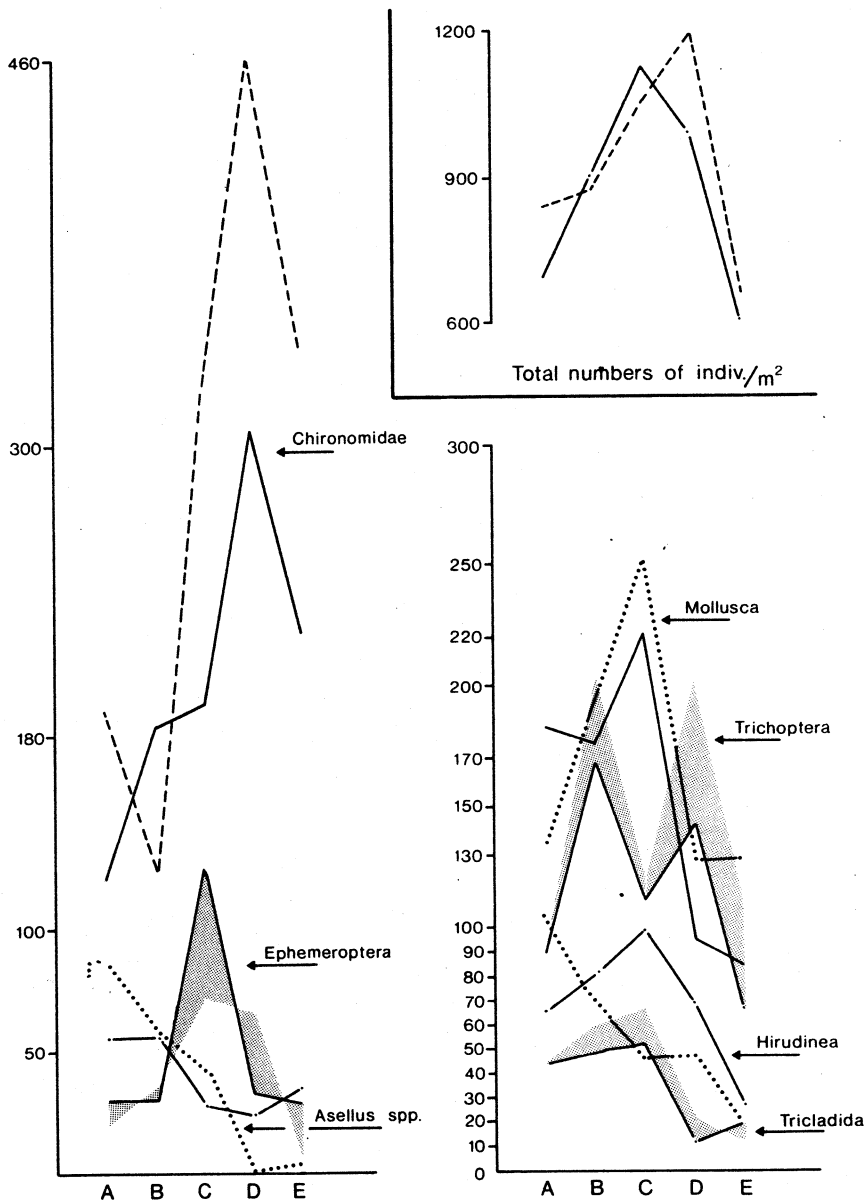 460
300
180
100
50
Chironomidae
Ephemeroptera
Asellus spp.
A B C D E
1200
900
600
Total numbers of indiv./m²
300
250
220
200
170
150
130
100
90
80
70
60
50
40
30
20
10
0
Mollusca
Trichoptera
Hirudinea
Tricladida
A B C D E